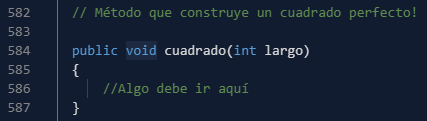 582 // Método que construye un cuadrado perfecto!
583
584 public void cuadrado(int largo)
585 {
586 //Algo debe ir aquí
587 }